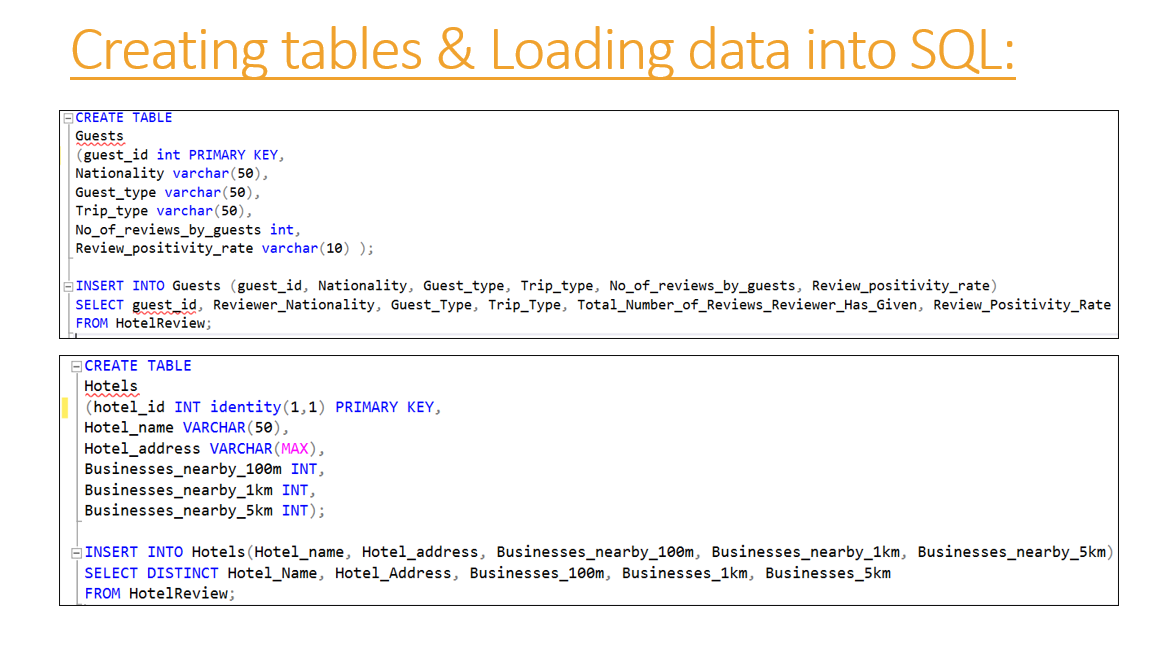 Creating tables & Loading data into SQL:
CREATE TABLE
Guests
(guest_id int PRIMARY KEY,
Nationality varchar(50),
Guest_type varchar(50),
Trip_type varchar(50),
No_of_reviews_by_guests int,
Review_positivity_rate varchar(10) );
INSERT INTO Guests (guest_id, Nationality, Guest_type, Trip_type, No_of_reviews_by_guests, Review_positivity_rate)
SELECT guest_id, Reviewer_Nationality, Guest_Type, Trip_Type, Total_Number_of_Reviews_Reviewer_Has_Given, Review_Positivity_Rate
FROM HotelReview;
CREATE TABLE
Hotels
(hotel_id INT identity(1,1) PRIMARY KEY,
Hotel_name VARCHAR(50),
Hotel_address VARCHAR(MAX),
Businesses_nearby_100m INT,
Businesses_nearby_1km INT,
Businesses_nearby_5km INT);
INSERT INTO Hotels(Hotel_name, Hotel_address, Businesses_nearby_100m, Businesses_nearby_1km, Businesses_nearby_5km)
SELECT DISTINCT Hotel_Name, Hotel_Address, Businesses_100m, Businesses_1km, Businesses_5km
FROM HotelReview;